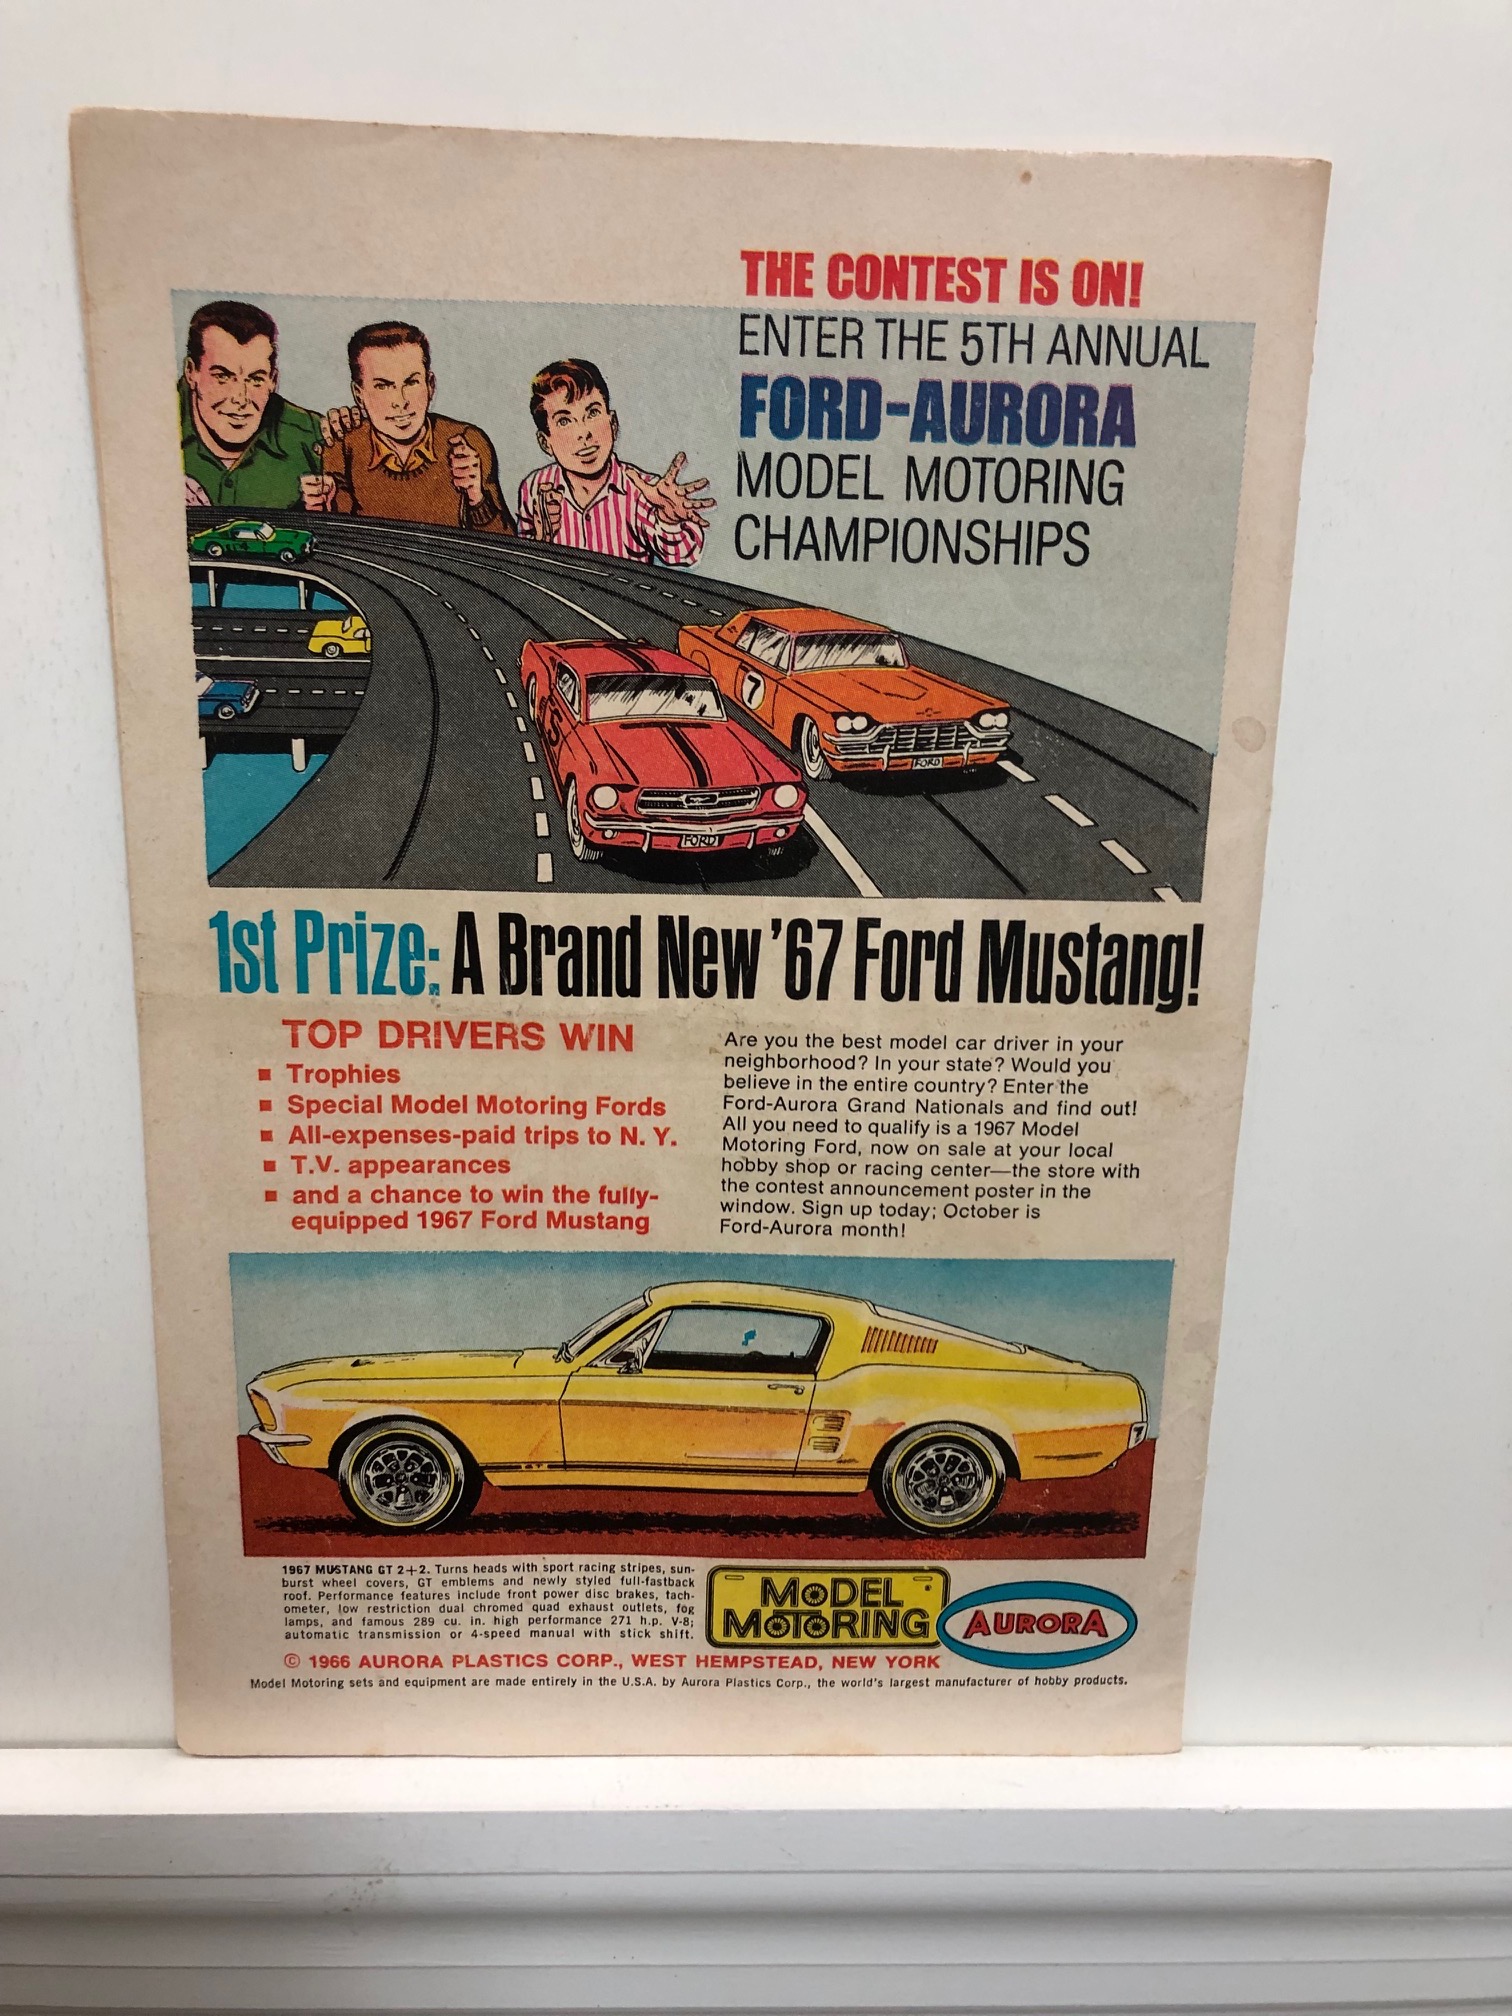 THE CONTEST IS ON!
ENTER THE 5TH ANNUAL
FORD-AURORA
MODEL MOTORING
CHAMPIONSHIPS
7
FORD
FORD
1st Prize: A Brand New '67 Ford Mustang!
TOP DRIVERS WIN
▪ Trophies
▪ Special Model Motoring Fords
▪ All-expenses-paid trips to N. Y.
▪ T.V. appearances
▪ and a chance to win the fully-
equipped 1967 Ford Mustang
Are you the best model car driver in your
neighborhood? In your state? Would you
believe in the entire country? Enter the
Ford-Aurora Grand Nationals and find out!
All you need to qualify is a 1967 Model
Motoring Ford, now on sale at your local
hobby shop or racing center—the store with
the contest announcement poster in the
window. Sign up today; October is
Ford-Aurora month!
1967 MUSTANG GT 2+2. Turns heads with sport racing stripes, sun-
burst wheel covers, GT emblems and newly styled full-fastback
roof. Performance features include front power disc brakes, tach-
ometer, low restriction dual chromed quad exhaust outlets, fog
lamps, and famous 289 cu. in. high performance 271 h.p. V-8;
automatic transmission or 4-speed manual with stick shift.
MODEL
MOTORING
AURORA
© 1966 AURORA PLASTICS CORP., WEST HEMPSTEAD, NEW YORK
Model Motoring sets and equipment are made entirely in the U.S.A. by Aurora Plastics Corp., the world's largest manufacturer of hobby products.